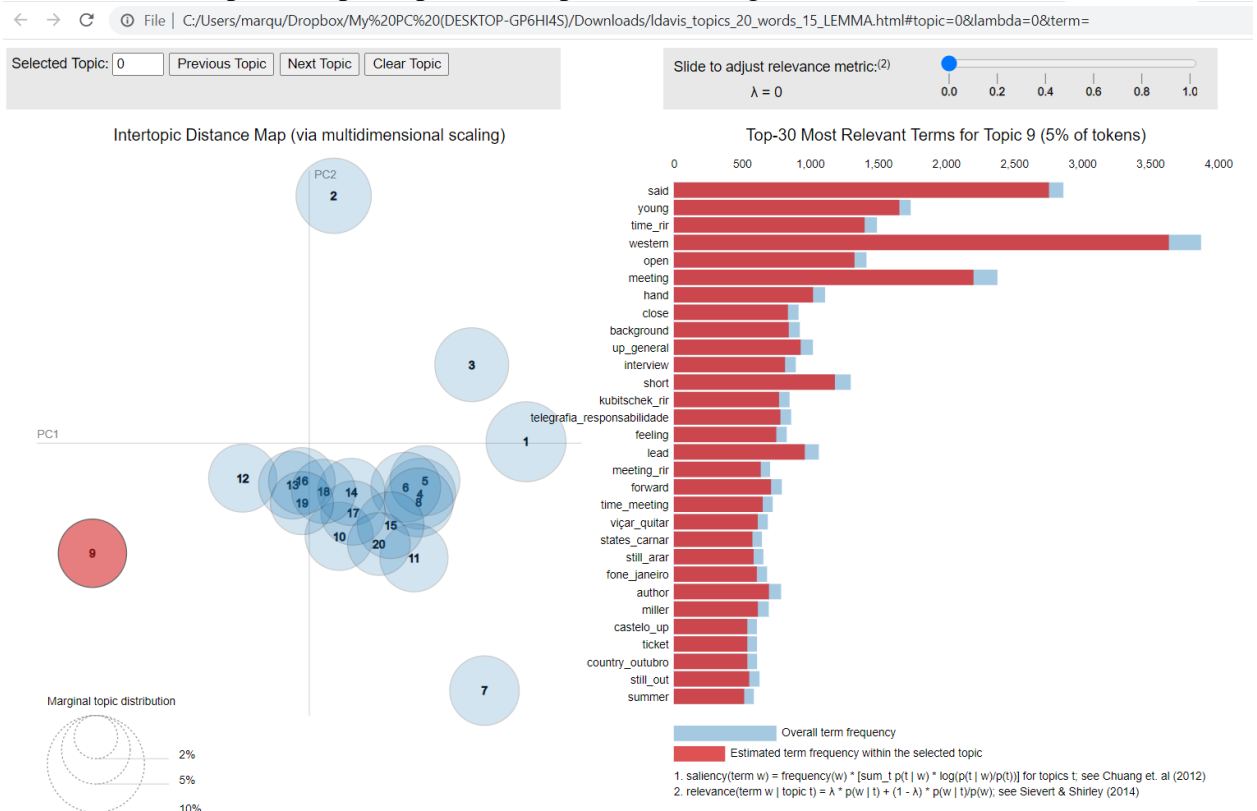 File | C:/Users/marqu/Dropbox/My%20PC%20(DESKTOP-GP6HI4S)/Downloads/ldavis_topics_20_words_15_LEMMA.html#topic=0&lambda=0&term=
Selected Topic: 0 Previous Topic Next Topic Clear Topic
Slide to adjust relevance metric:(2)
λ = 0
0.0 0.2 0.4 0.6 0.8 1.0
Intertopic Distance Map (via multidimensional scaling)
PC2
PC1
2
3
1
12
13
16
18
19
14
17
10
6
5
4
8
15
20
11
9
7
Marginal topic distribution
2%
5%
10%
Top-30 Most Relevant Terms for Topic 9 (5% of tokens)
0 500 1,000 1,500 2,000 2,500 3,000 3,500 4,000
said
young
time_rir
western
open
meeting
hand
close
background
up_general
interview
short
kubitschek_rir
telegrafia_responsabilidade
feeling
lead
meeting_rir
forward
time_meeting
viçar_quitar
states_carnar
still_arar
fone_janeiro
author
miller
castelo_up
ticket
country_outubro
still_out
summer
Overall term frequency
Estimated term frequency within the selected topic
1. saliency(term w) = frequency(w) * [sum_t p(t | w) * log(p(t | w)/p(t))] for topics t; see Chuang et. al (2012)
2. relevance(term w | topic t) = λ * p(w | t) + (1 - λ) * p(w | t)/p(w); see Sievert & Shirley (2014)